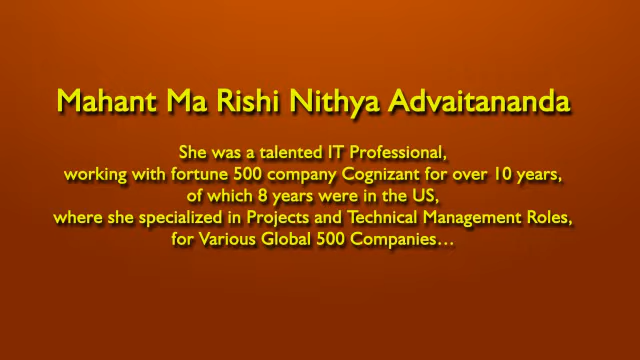 Mahant Ma Rishi Nithya Advaitananda
She was a talented IT Professional,
working with fortune 500 company Cognizant for over 10 years,
of which 8 years were in the US,
where she specialized in Projects and Technical Management Roles,
for Various Global 500 Companies…